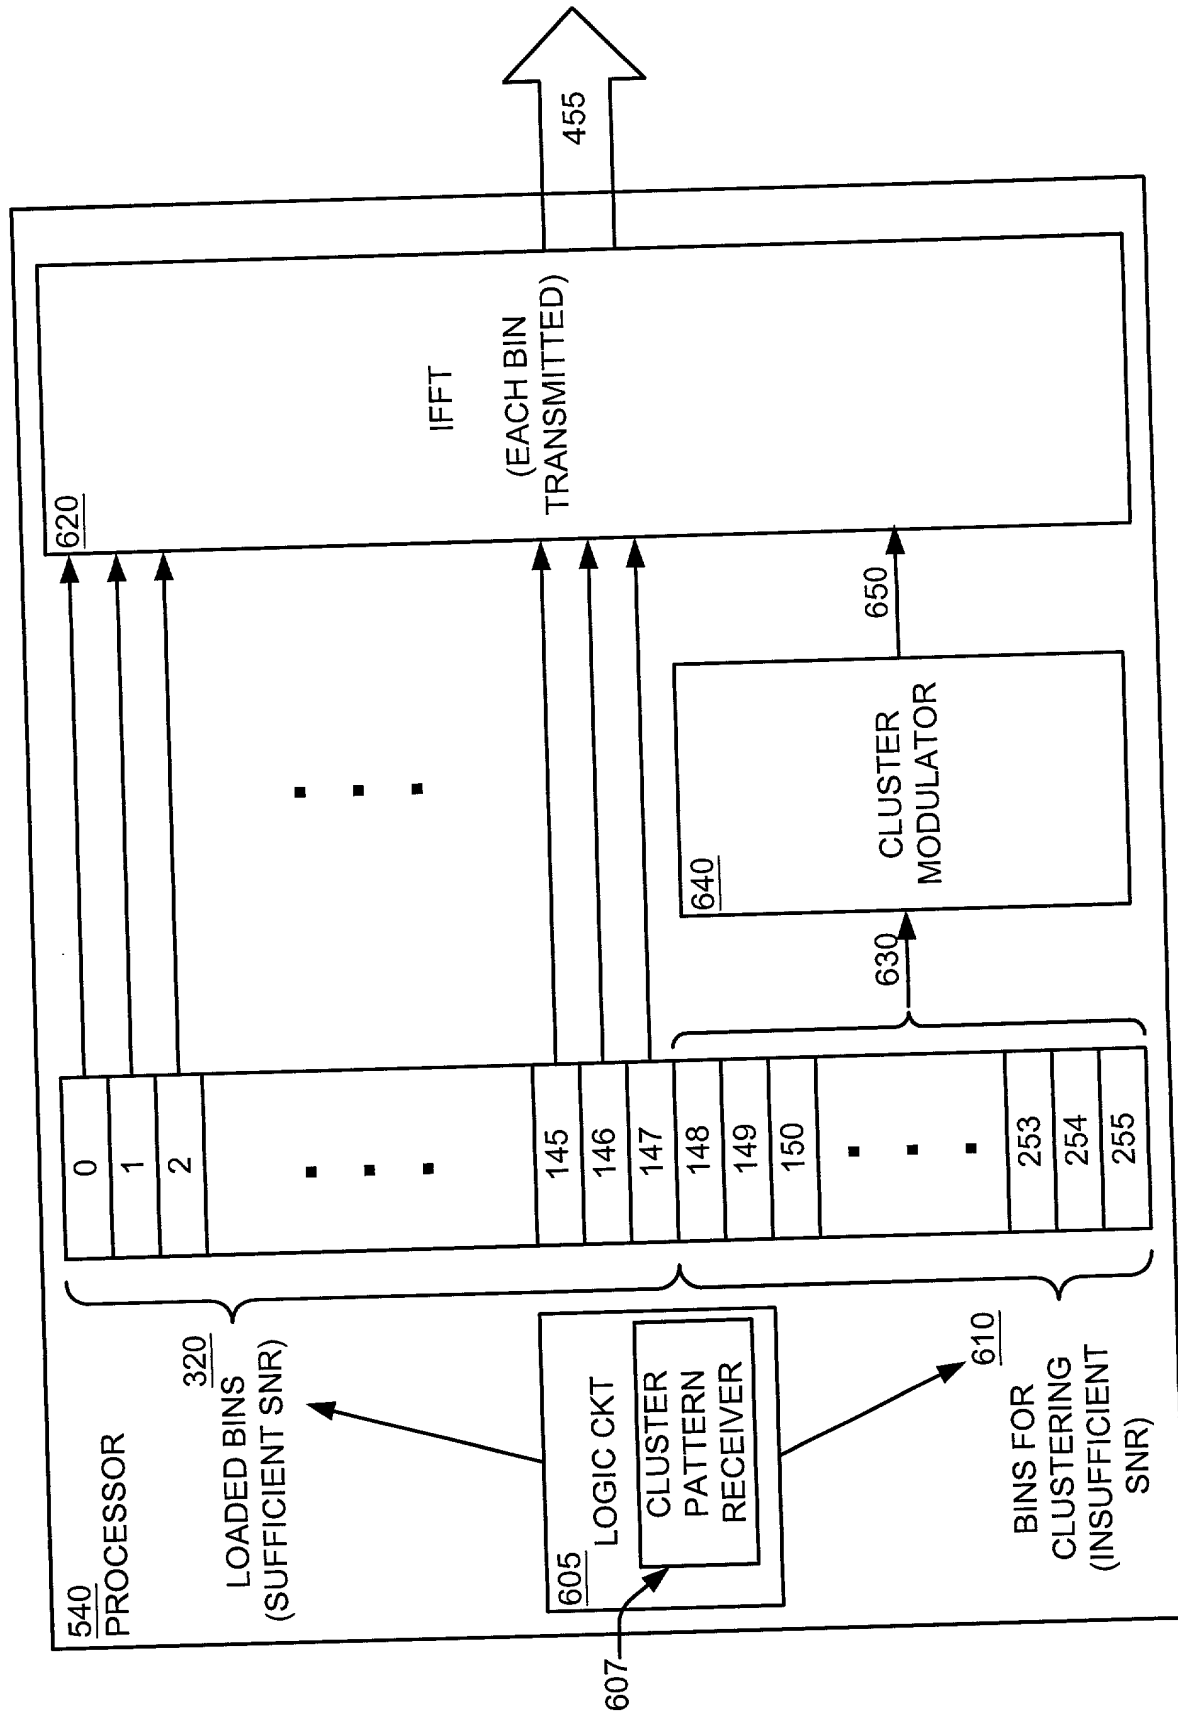 540
PROCESSOR
320
LOADED BINS
(SUFFICIENT SNR)
605
LOGIC CKT
CLUSTER
PATTERN
RECEIVER
607
610
BINS FOR
CLUSTERING
(INSUFFICIENT
SNR)
0
1
2
145
146
147
148
149
150
253
254
255
630
640
CLUSTER
MODULATOR
650
620
IFFT
(EACH BIN
TRANSMITTED)
455